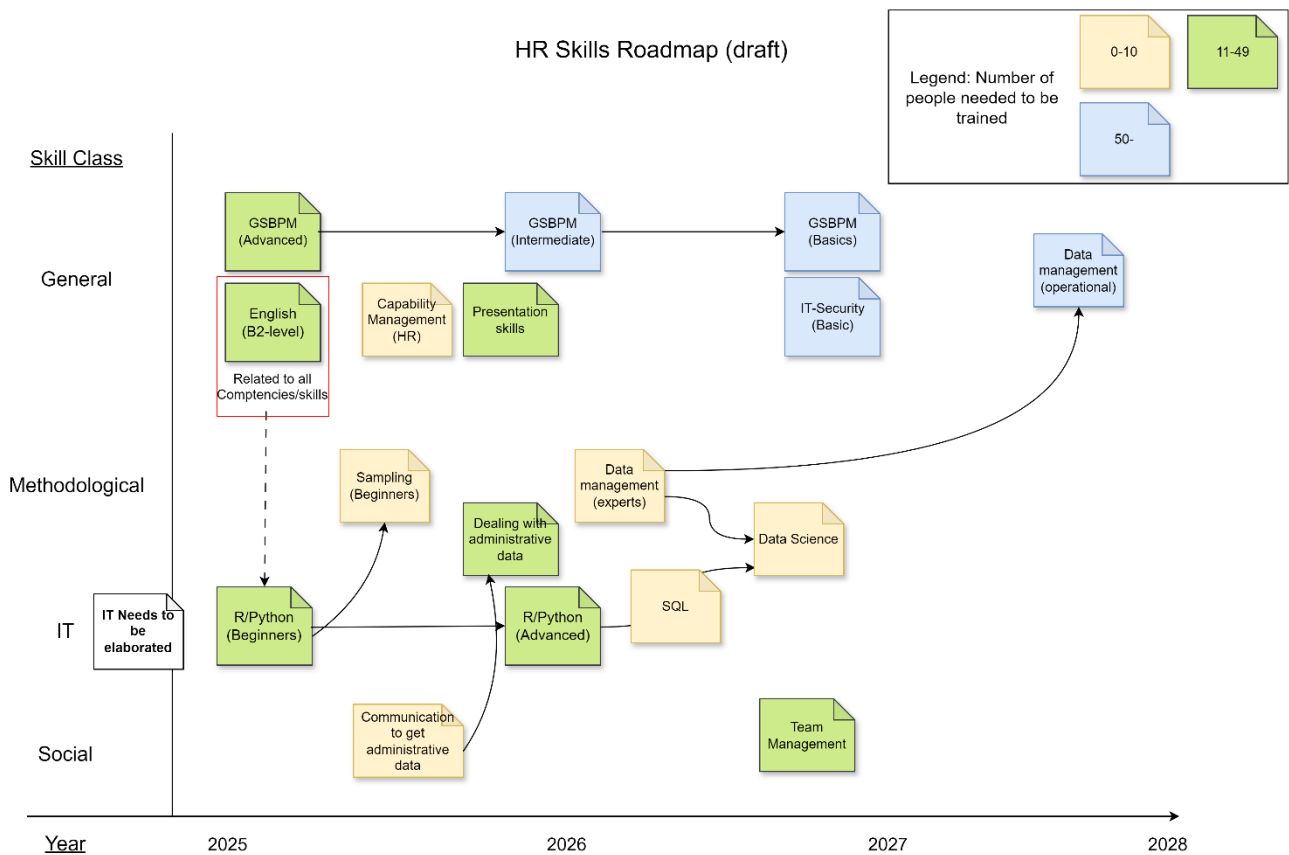 HR Skills Roadmap (draft)
Legend: Number of
people needed to be
trained
0-10
11-49
50-
Skill Class
General
GSBPM
(Advanced)
GSBPM
(Intermediate)
GSBPM
(Basics)
Data
management
(operational)
English
(B2-level)
Related to all
Comptencies/skills
Capability
Management
(HR)
Presentation
skills
IT-Security
(Basic)
Methodological
Sampling
(Beginners)
Dealing with
administrative
data
Data
management
(experts)
Data Science
IT
IT Needs to
be
elaborated
R/Python
(Beginners)
R/Python
(Advanced)
SQL
Social
Communication
to get
administrative
data
Team
Management
Year
2025
2026
2027
2028